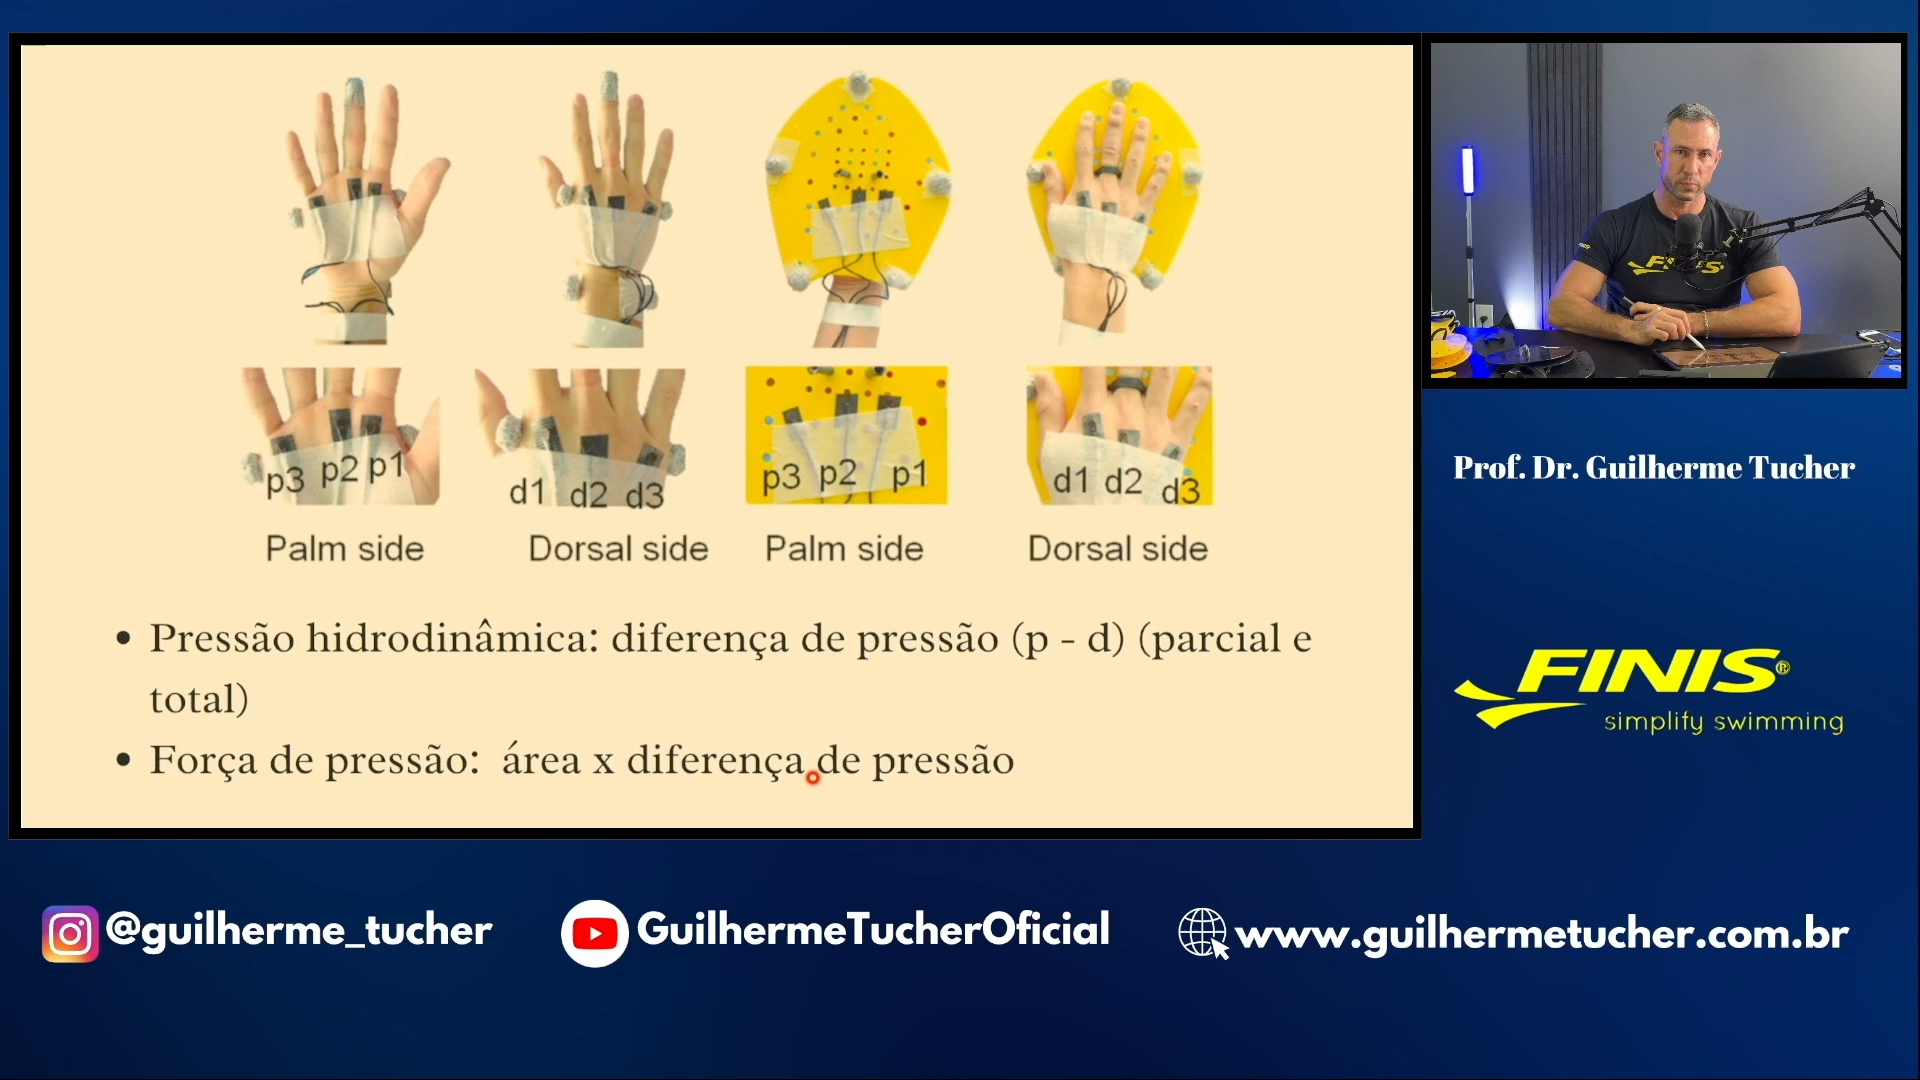 p3 p2 p1
d1 d2 d3
p3 p2 p1
d1 d2 d3
Palm side
Dorsal side
Palm side
Dorsal side
• Pressão hidrodinâmica: diferença de pressão (p - d) (parcial e
total)
• Força de pressão: área x diferença de pressão
FINIS
Prof. Dr. Guilherme Tucher
FINIS®
simplify swimming
@guilherme_tucher
GuilhermeTucherOficial
www.guilhermetucher.com.br